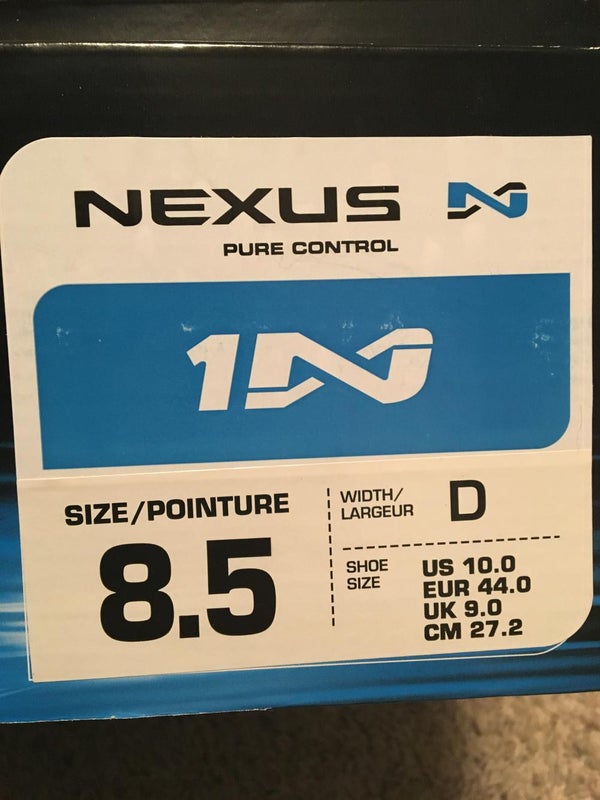 NEXUS N
PURE CONTROL
1N
SIZE/POINTURE
8.5
WIDTH/
LARGEUR
D
SHOE
SIZE
US 10.0
EUR 44.0
UK 9.0
CM 27.2